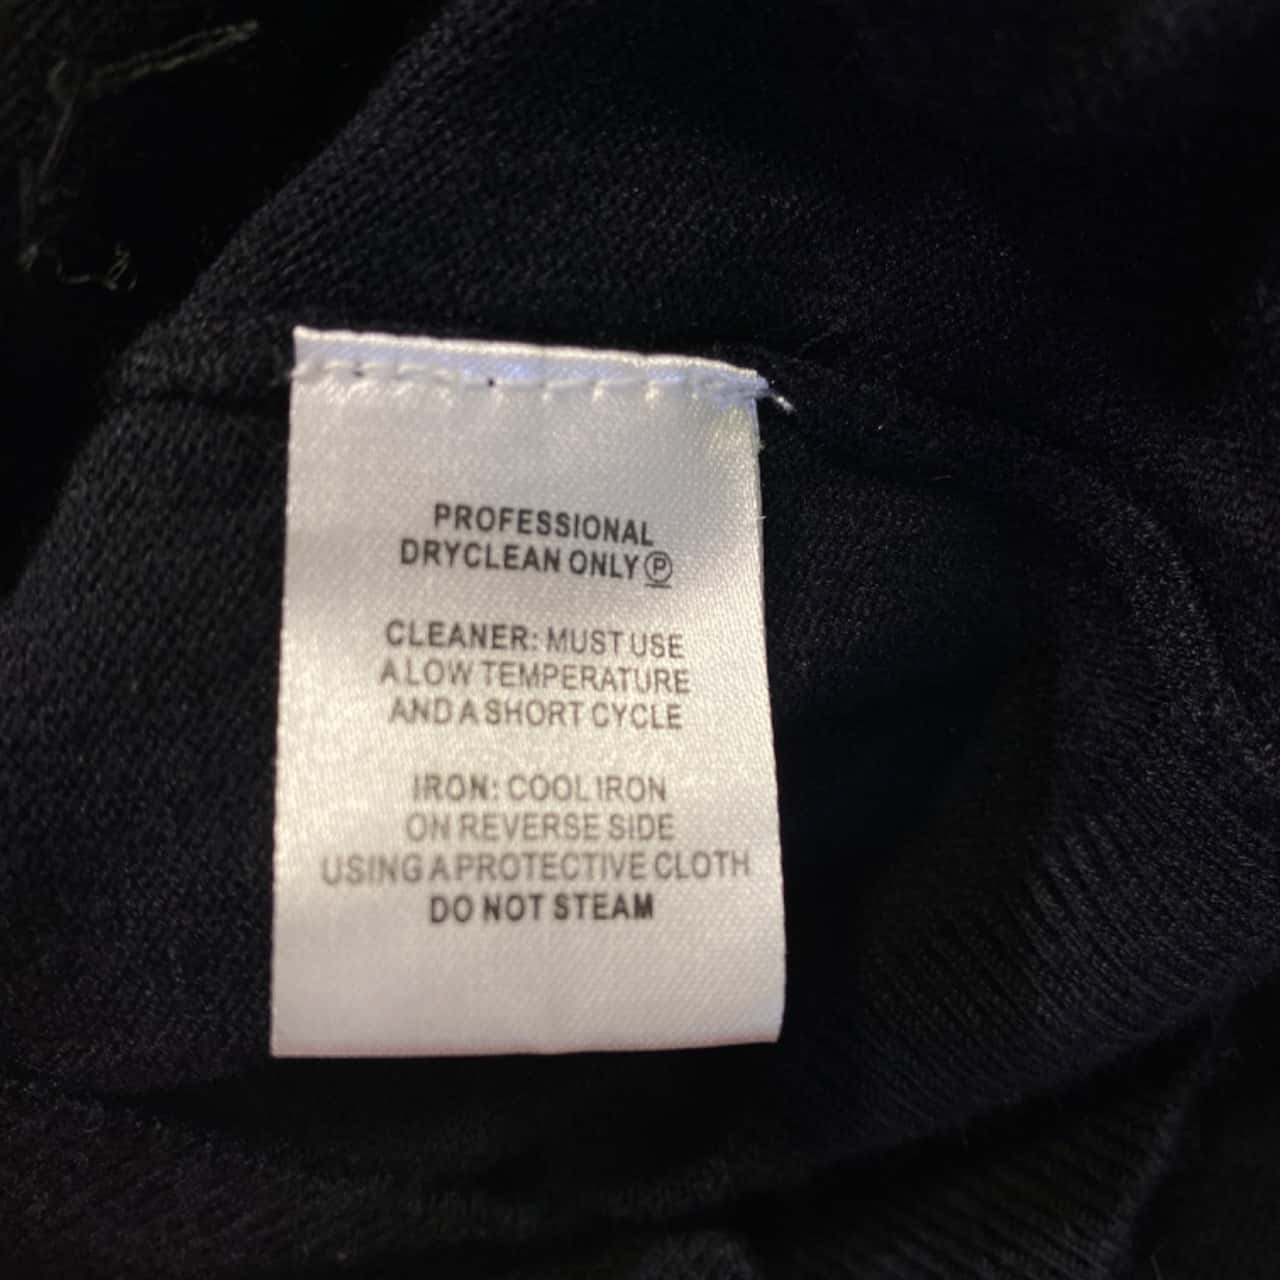 PROFESSIONAL
DRYCLEAN ONLY Ⓟ
CLEANER: MUST USE
A LOW TEMPERATURE
AND A SHORT CYCLE
IRON: COOL IRON
ON REVERSE SIDE
USING A PROTECTIVE CLOTH
DO NOT STEAM